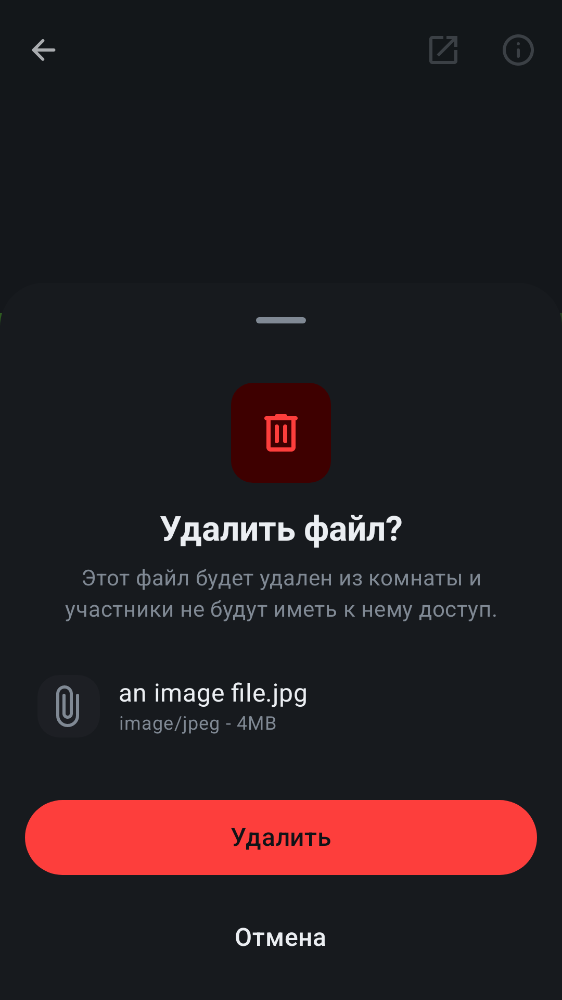 Удалить файл?
Этот файл будет удален из комнаты и
участники не будут иметь к нему доступ.
an image file.jpg
image/jpeg - 4MB
Удалить
Отмена